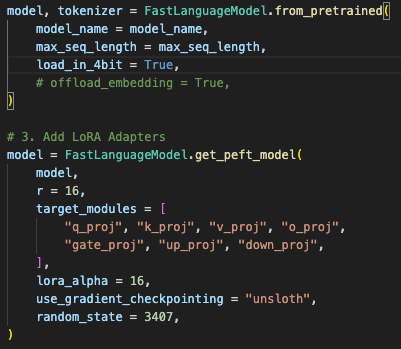 model, tokenizer = FastLanguageModel.from_pretrained(
    model_name = model_name,
    max_seq_length = max_seq_length,
    load_in_4bit = True,
    # offload_embedding = True,
)

# 3. Add LoRA Adapters
model = FastLanguageModel.get_peft_model(
    model,
    r = 16,
    target_modules = [
        "q_proj", "k_proj", "v_proj", "o_proj",
        "gate_proj", "up_proj", "down_proj",
    ],
    lora_alpha = 16,
    use_gradient_checkpointing = "unsloth",
    random_state = 3407,
)